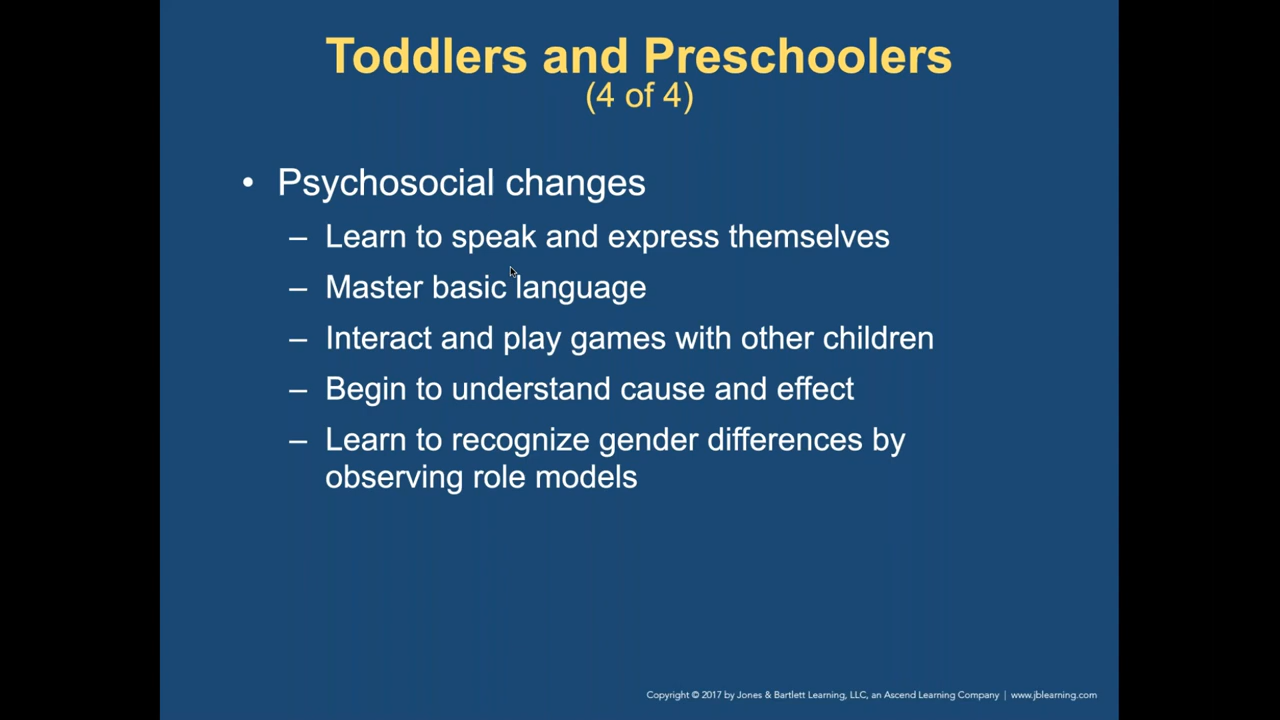 Toddlers and Preschoolers
(4 of 4)
• Psychosocial changes
– Learn to speak and express themselves
– Master basic language
– Interact and play games with other children
– Begin to understand cause and effect
– Learn to recognize gender differences by
observing role models
Copyright © 2017 by Jones & Bartlett Learning, LLC, an Ascend Learning Company | www.jblearning.com